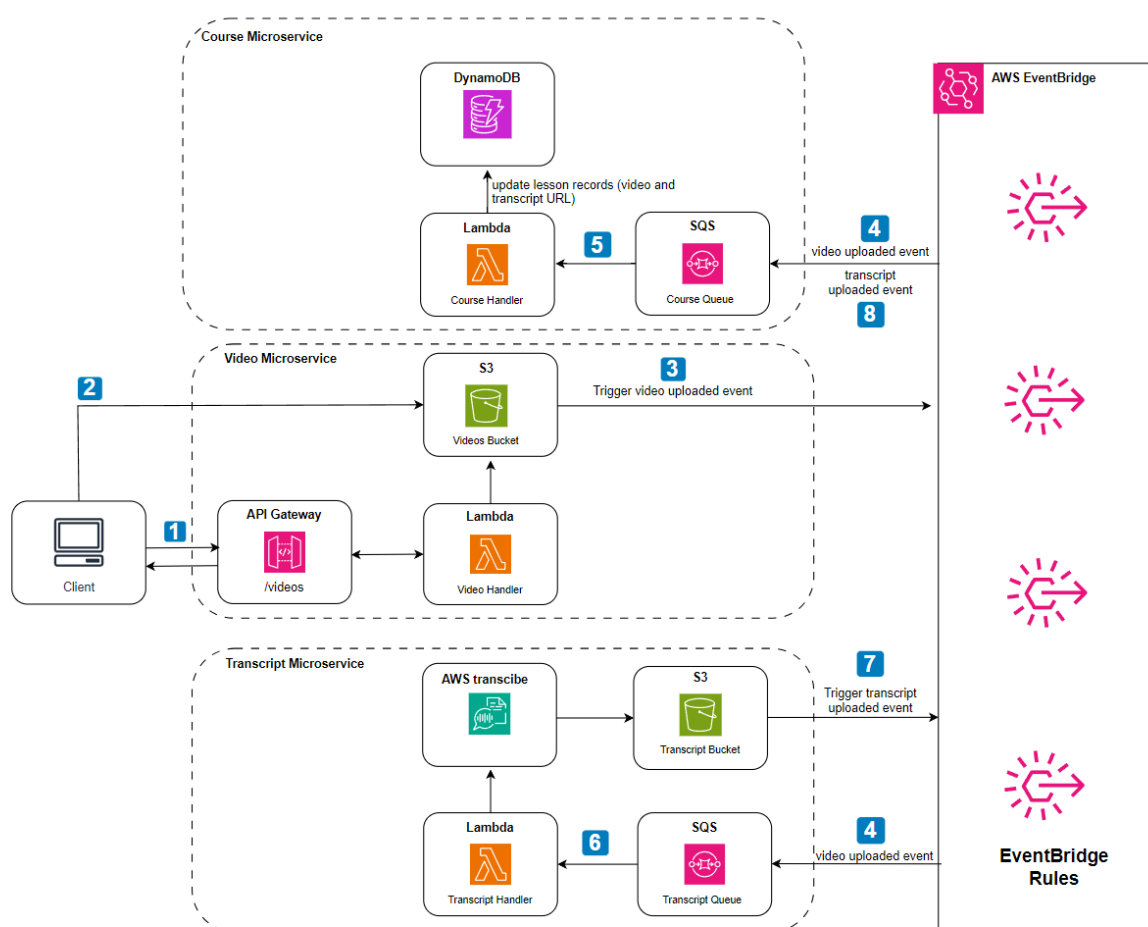 Course Microservice
DynamoDB
AWS EventBridge
update lesson records (video and
transcript URL)
Lambda
Course Handler
5
SQS
Course Queue
4
video uploaded event
transcript
uploaded event
8
Video Microservice
2
S3
Videos Bucket
3
Trigger video uploaded event
Client
1
API Gateway
/videos
Lambda
Video Handler
Transcript Microservice
AWS transcibe
S3
Transcript Bucket
7
Trigger transcript
uploaded event
Lambda
Transcript Handler
6
SQS
Transcript Queue
4
video uploaded event
EventBridge
Rules